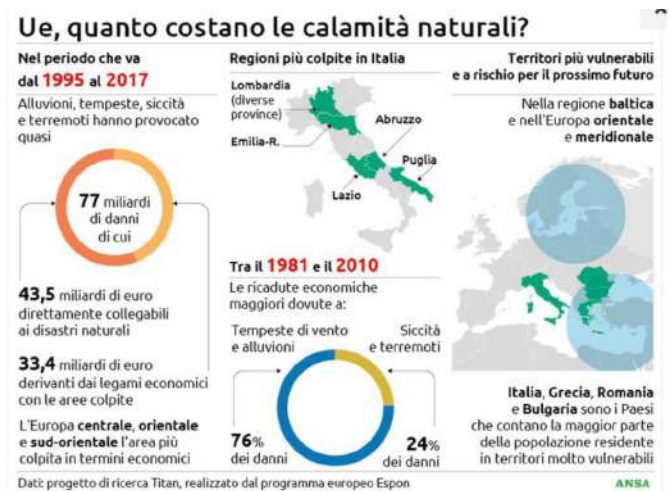 Ue, quanto costano le calamità naturali?
Nel periodo che va
dal 1995 al 2017
Alluvioni, tempeste, siccità
e terremoti hanno provocato
quasi
77 miliardi
di danni
di cui
43,5 miliardi di euro
direttamente collegabili
ai disastri naturali
33,4 miliardi di euro
derivanti dai legami economici
con le aree colpite
L'Europa centrale, orientale
e sud-orientale l'area più
colpita in termini economici
Regioni più colpite in Italia
Lombardia
(diverse
province)
Emilia-R.
Abruzzo
Puglia
Lazio
Tra il 1981 e il 2010
Le ricadute economiche
maggiori dovute a:
Tempeste di vento
e alluvioni
Siccità
e terremoti
76%
dei danni
24%
dei danni
Territori più vulnerabili
e a rischio per il prossimo futuro
Nella regione baltica
e nell'Europa orientale
e meridionale
Italia, Grecia, Romania
e Bulgaria sono i Paesi
che contano la maggior parte
della popolazione residente
in territori molto vulnerabili
Dati: progetto di ricerca Titan, realizzato dal programma europeo Espon
ANSA